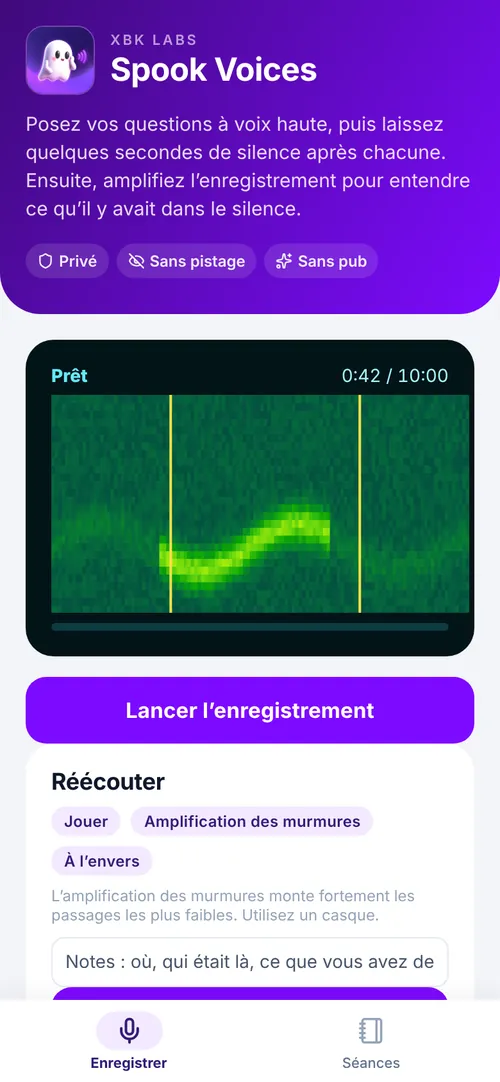 XBK LABS
Spook Voices
Posez vos questions à voix haute, puis laissez
quelques secondes de silence après chacune.
Ensuite, amplifiez l’enregistrement pour entendre
ce qu’il y avait dans le silence.
Privé
Sans pistage
Sans pub
Prêt
0:42 / 10:00
Lancer l’enregistrement
Réécouter
Jouer
Amplification des murmures
À l’envers
L’amplification des murmures monte fortement les
passages les plus faibles. Utilisez un casque.
Notes : où, qui était là, ce que vous avez de
Enregistrer
Séances